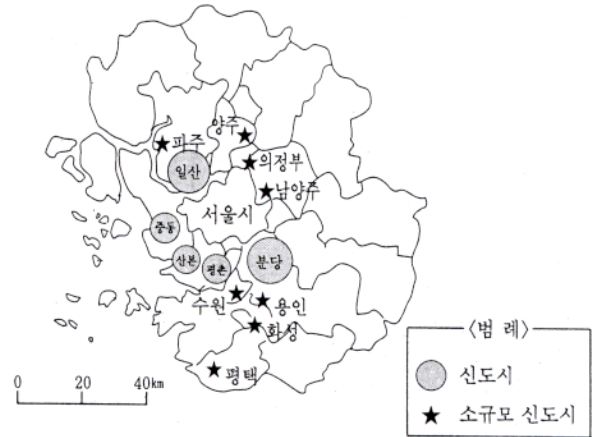 양주
파주
의정부
일산
남양주
서울시
중동
산본
평촌
분당
수원
용인
화성
평택
0 20 40km
〈범 례〉
신도시
소규모 신도시